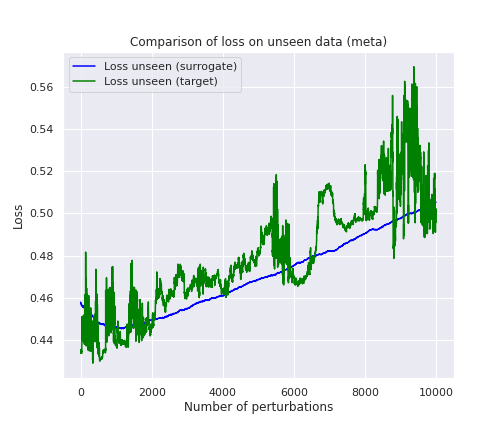 Comparison of loss on unseen data (meta)
Loss unseen (surrogate)
Loss unseen (target)
0.56
0.54
0.52
0.50
0.48
0.46
0.44
Loss
0 2000 4000 6000 8000 10000
Number of perturbations